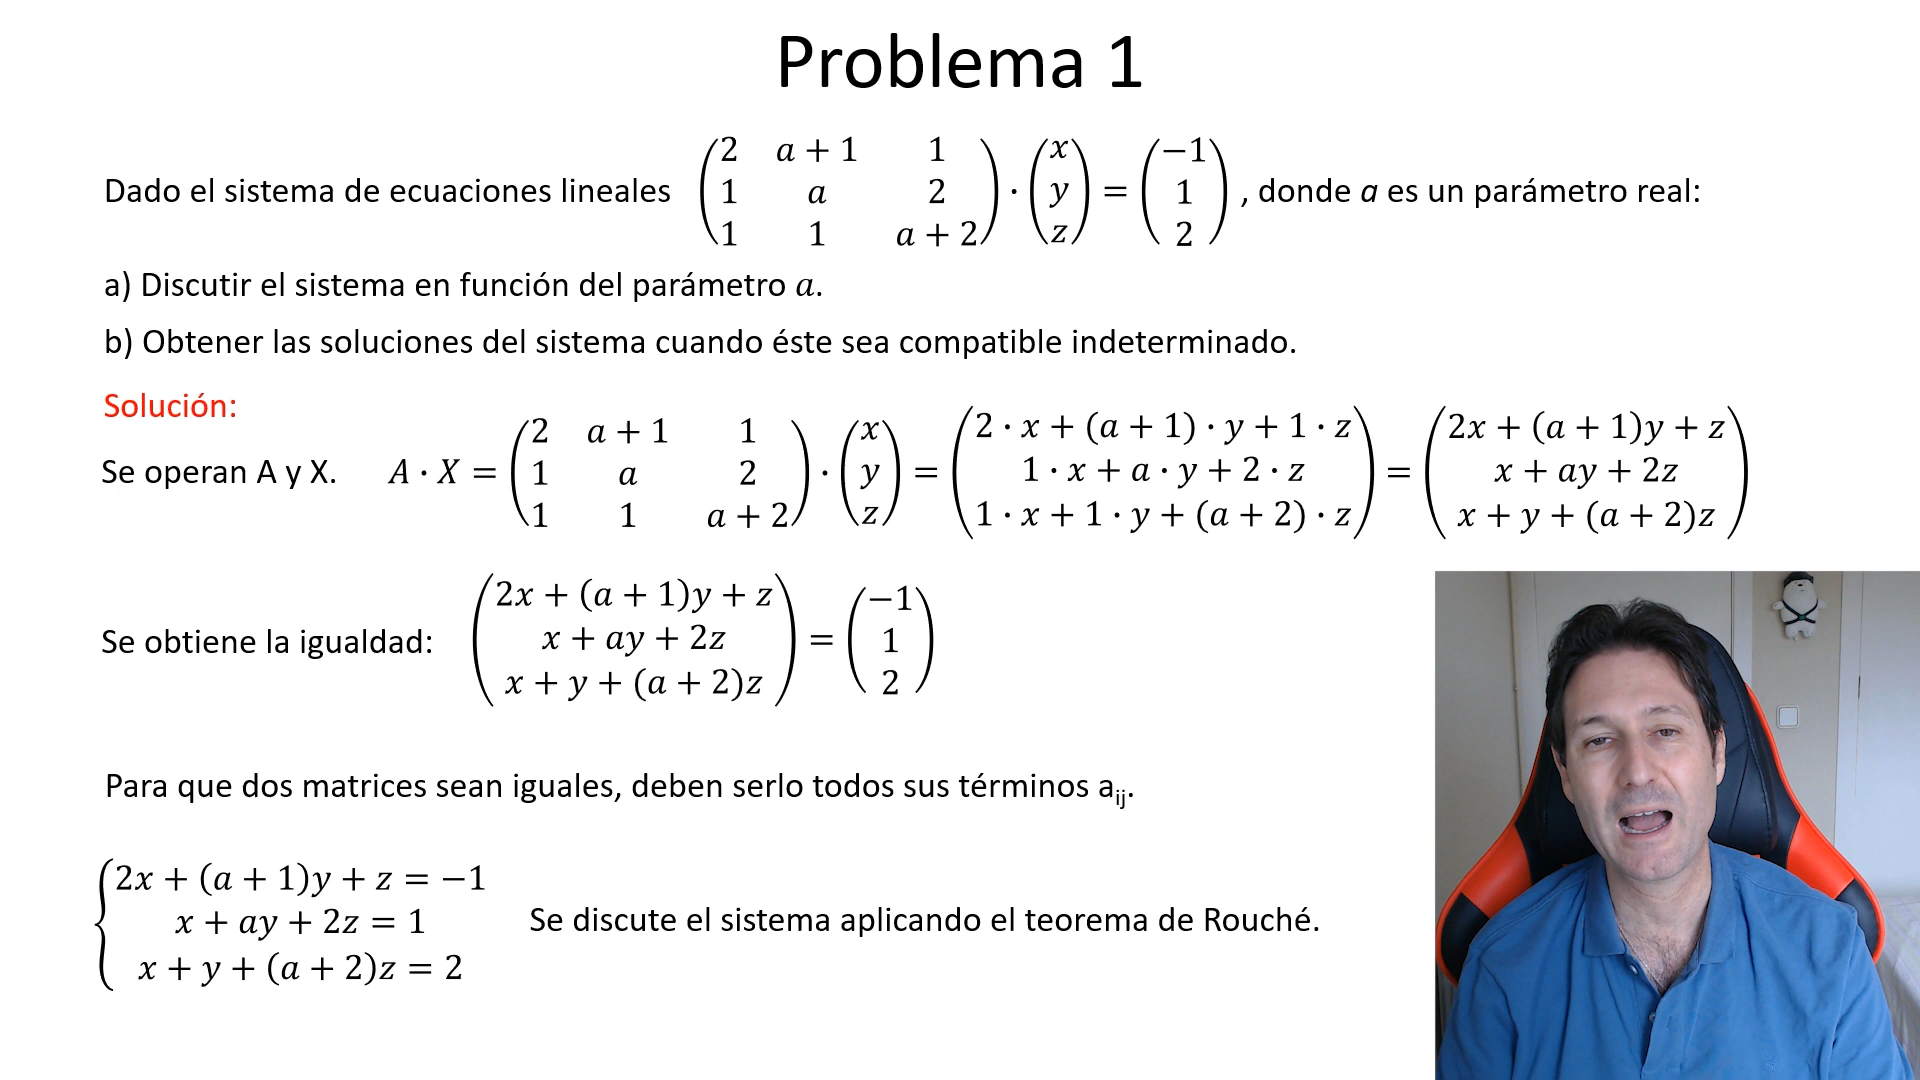 Problema 1
Dado el sistema de ecuaciones lineales (2 a + 1 1; 1 a 2; 1 1 a + 2) · (x; y; z) = (−1; 1; 2) , donde a es un parámetro real:
a) Discutir el sistema en función del parámetro a.
b) Obtener las soluciones del sistema cuando éste sea compatible indeterminado.
Solución:
Se operan A y X. A · X = (2 a + 1 1; 1 a 2; 1 1 a + 2) · (x; y; z) = (2 · x + (a + 1) · y + 1 · z; 1 · x + a · y + 2 · z; 1 · x + 1 · y + (a + 2) · z) = (2x + (a + 1)y + z; x + ay + 2z; x + y + (a + 2)z)
Se obtiene la igualdad: (2x + (a + 1)y + z; x + ay + 2z; x + y + (a + 2)z) = (−1; 1; 2)
Para que dos matrices sean iguales, deben serlo todos sus términos aij.
2x + (a + 1)y + z = −1
x + ay + 2z = 1
x + y + (a + 2)z = 2
Se discute el sistema aplicando el teorema de Rouché.